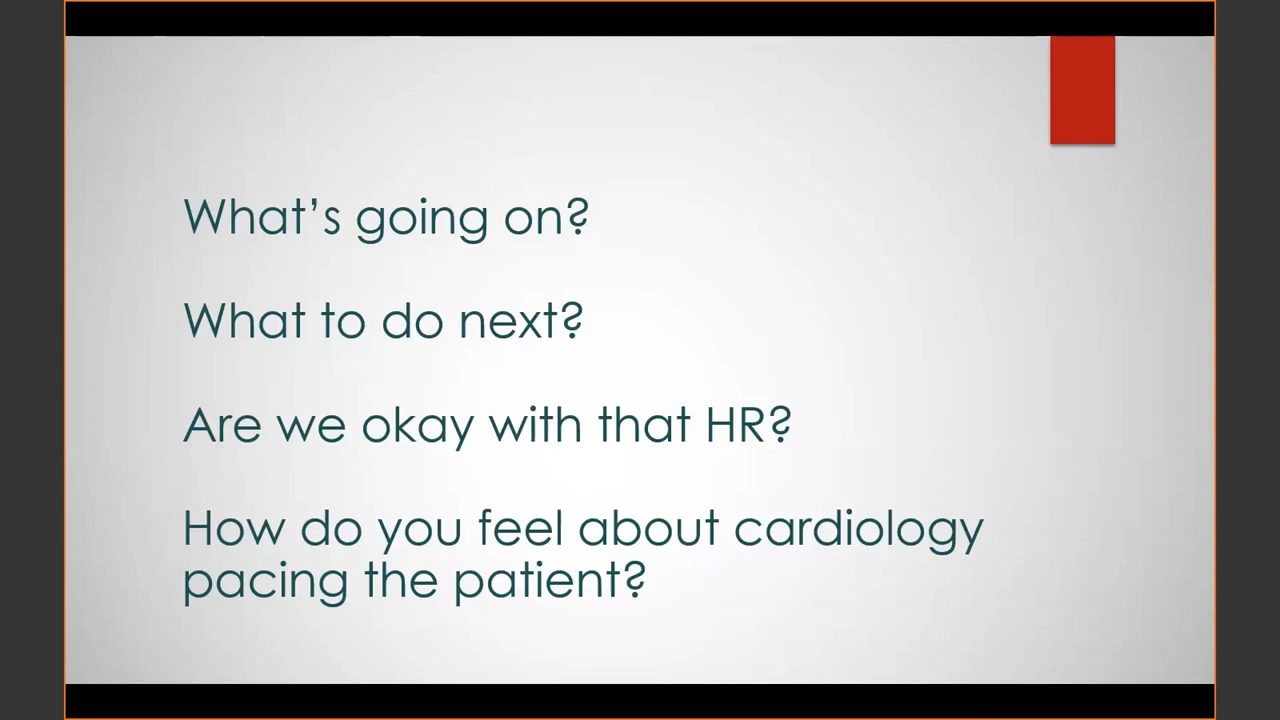 What’s going on?
What to do next?
Are we okay with that HR?
How do you feel about cardiology
pacing the patient?